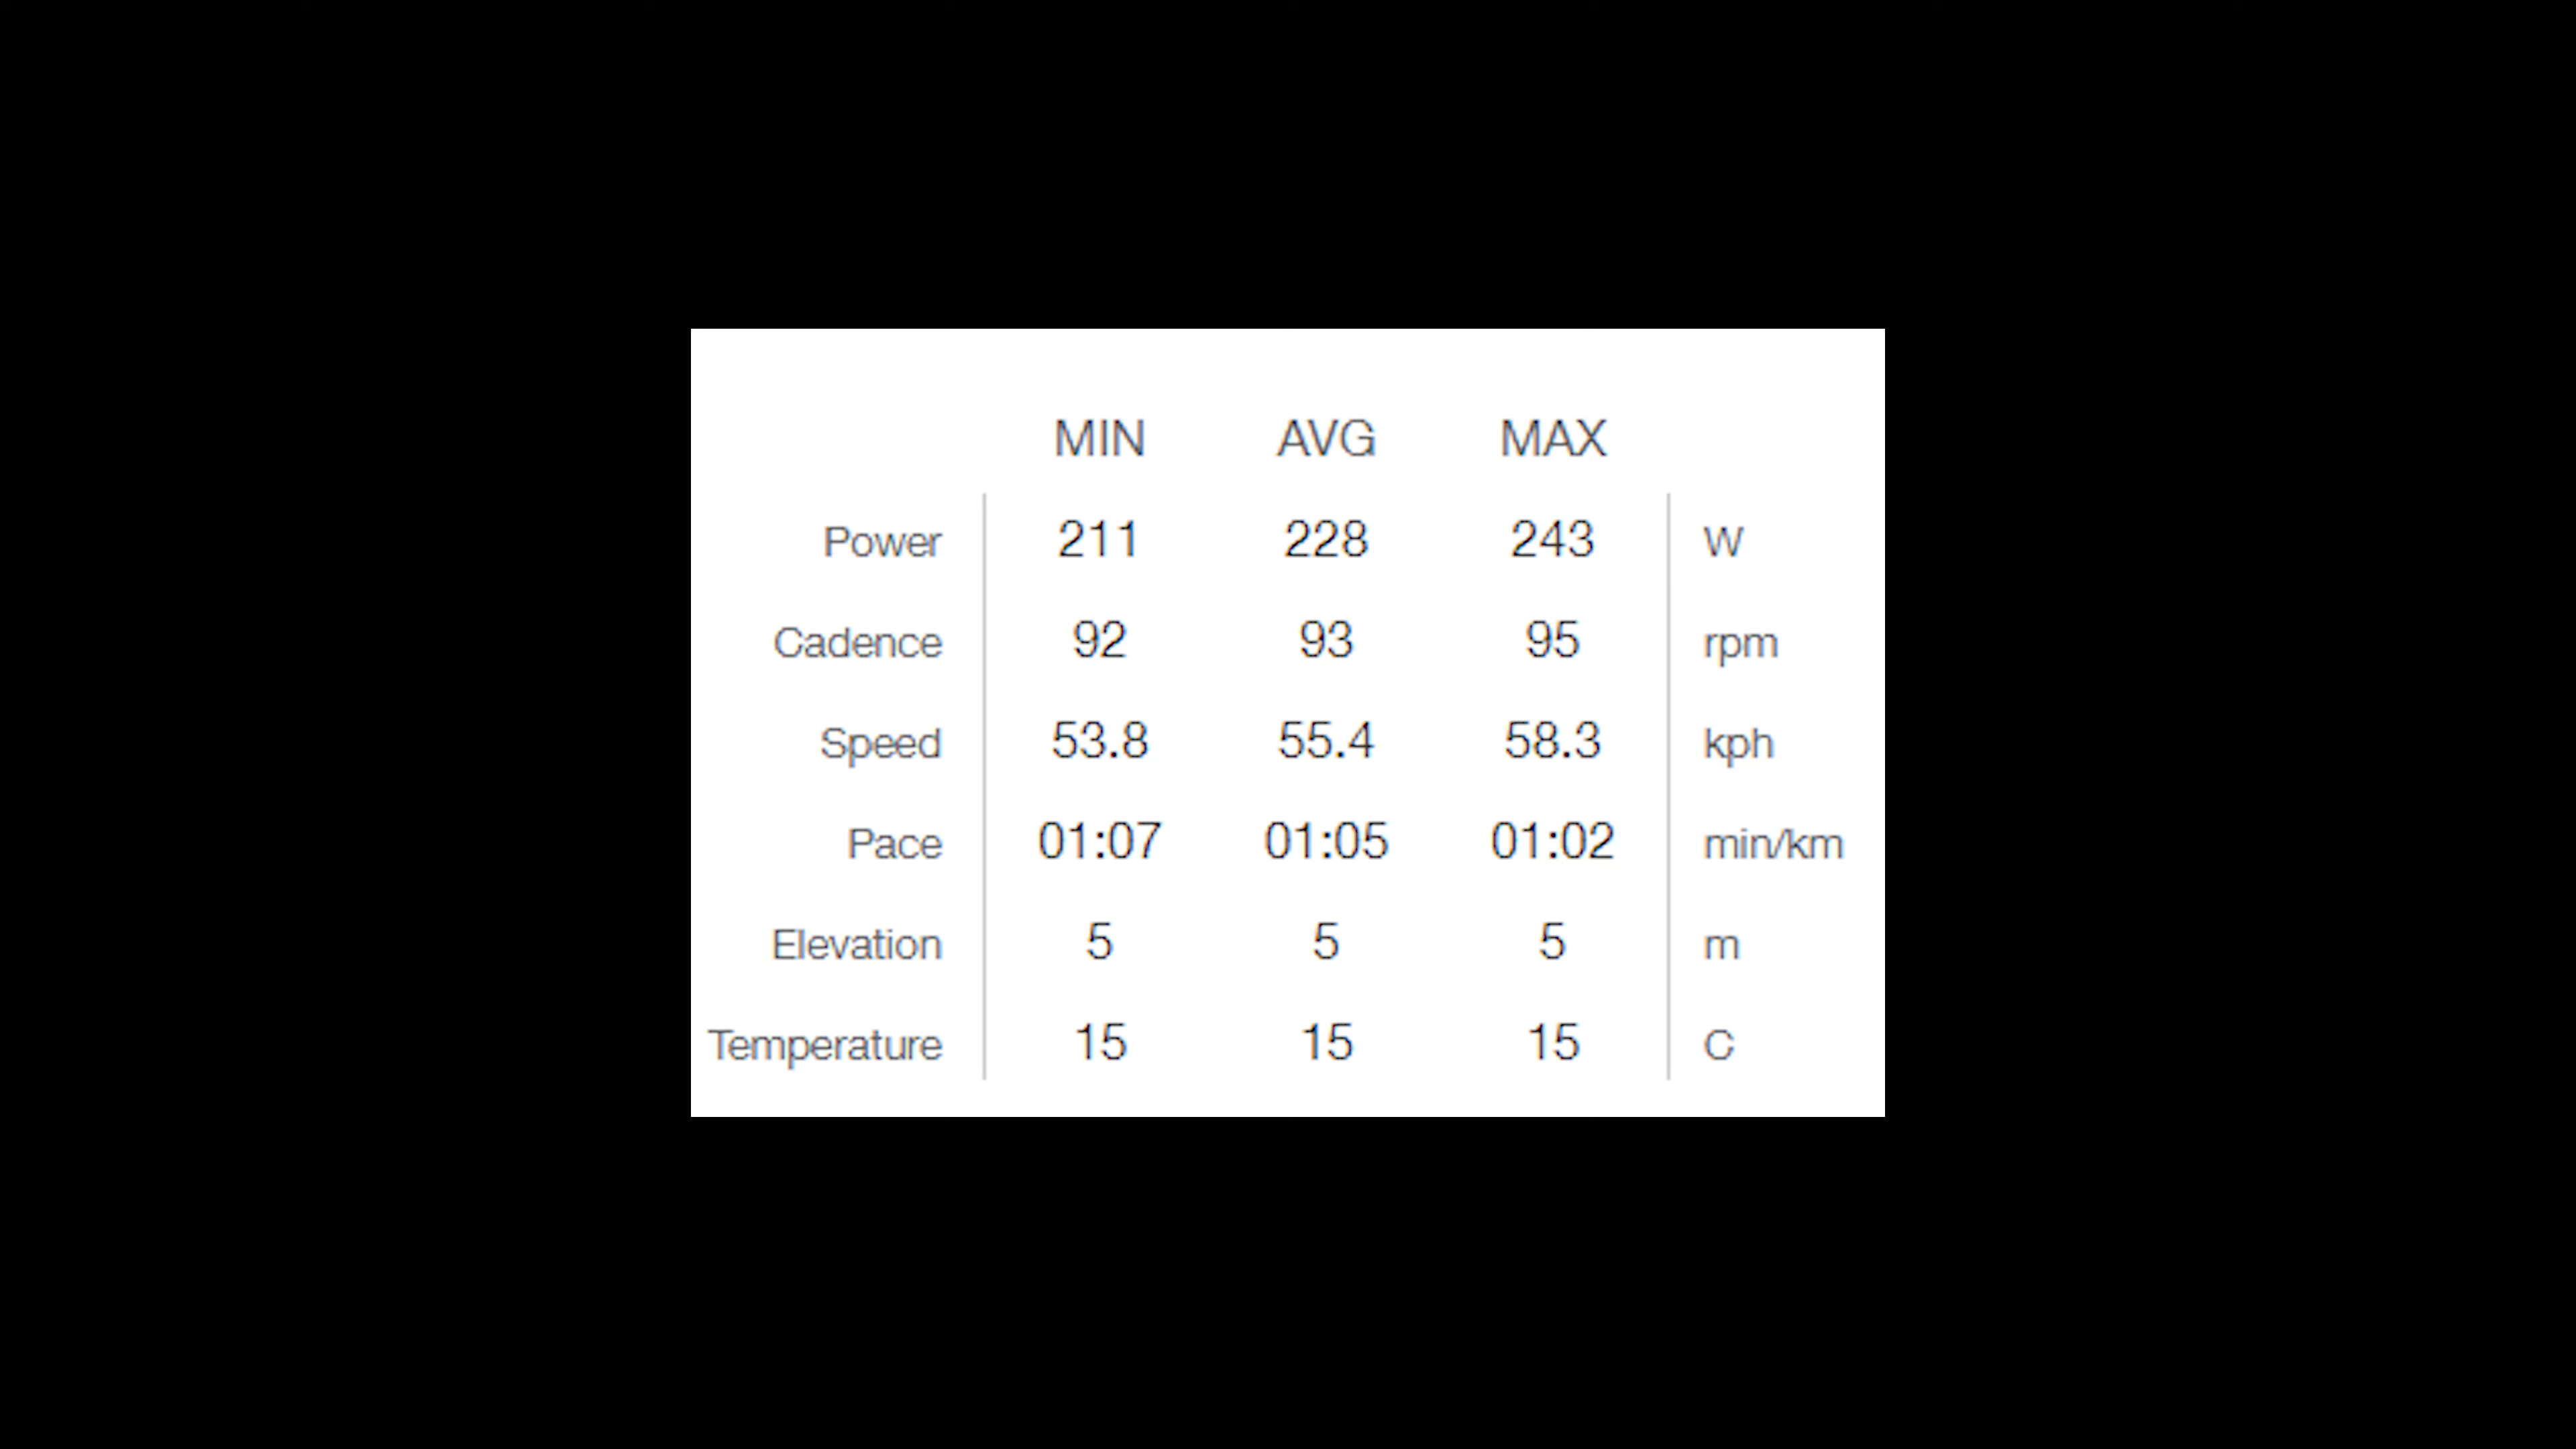 MIN AVG MAX
Power 211 228 243 W
Cadence 92 93 95 rpm
Speed 53.8 55.4 58.3 kph
Pace 01:07 01:05 01:02 min/km
Elevation 5 5 5 m
Temperature 15 15 15 C